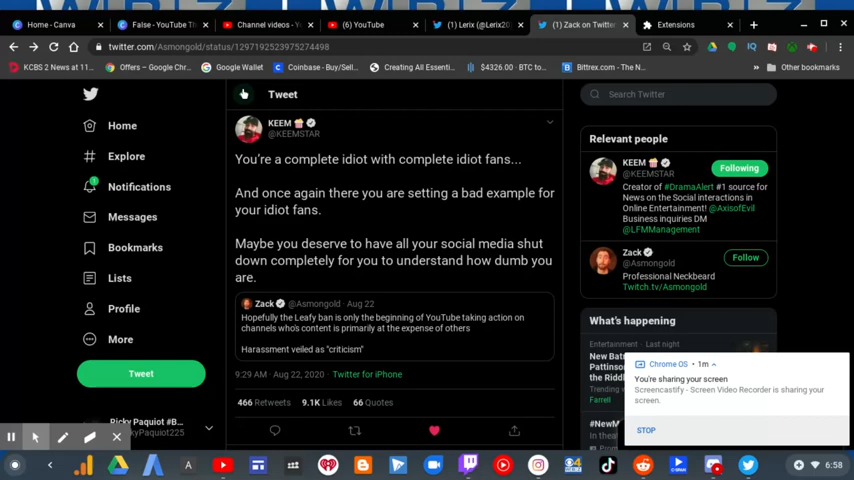 Home - Canva
False - YouTube Th
Channel videos - Y
(6) YouTube
(1) Lerix (@Lerix20
(1) Zack on Twitter
Extensions
twitter.com/Asmongold/status/1297192523975274498
KCBS 2 News at 11...
Offers – Google Chr...
Google Wallet
Coinbase - Buy/Sell...
Creating All Essenti...
$4326.00 - BTC to...
Bittrex.com - The N...
Other bookmarks
Home
Explore
1
Notifications
Messages
Bookmarks
Lists
Profile
More
Tweet
Ricky Paquiot #B...
Tweet
KEEM
@KEEMSTAR
You're a complete idiot with complete idiot fans...
And once again there you are setting a bad example for
your idiot fans.
Maybe you deserve to have all your social media shut
down completely for you to understand how dumb you
are.
Zack @Asmongold · Aug 22
Hopefully the Leafy ban is only the beginning of YouTube taking action on
channels who's content is primarily at the expense of others
Harassment veiled as "criticism"
9:29 AM · Aug 22, 2020 · Twitter for iPhone
466 Retweets 9.1K Likes 66 Quotes
Search Twitter
Relevant people
KEEM
@KEEMSTAR
Following
Creator of #DramaAlert #1 source for
News on the Social interactions in
Online Entertainment! @AxisofEvil
Business inquiries DM
@LFMManagement
Zack
@Asmongold
Follow
Professional Neckbeard
Twitch.tv/Asmongold
What's happening
Entertainment · Last night
New Bat
Pattinson
the Riddl
Trending
Farrell
#NewM
In theat
Chrome OS · 1m
You're sharing your screen
Screencastify - Screen Video Recorder is sharing your
screen.
STOP
6:58